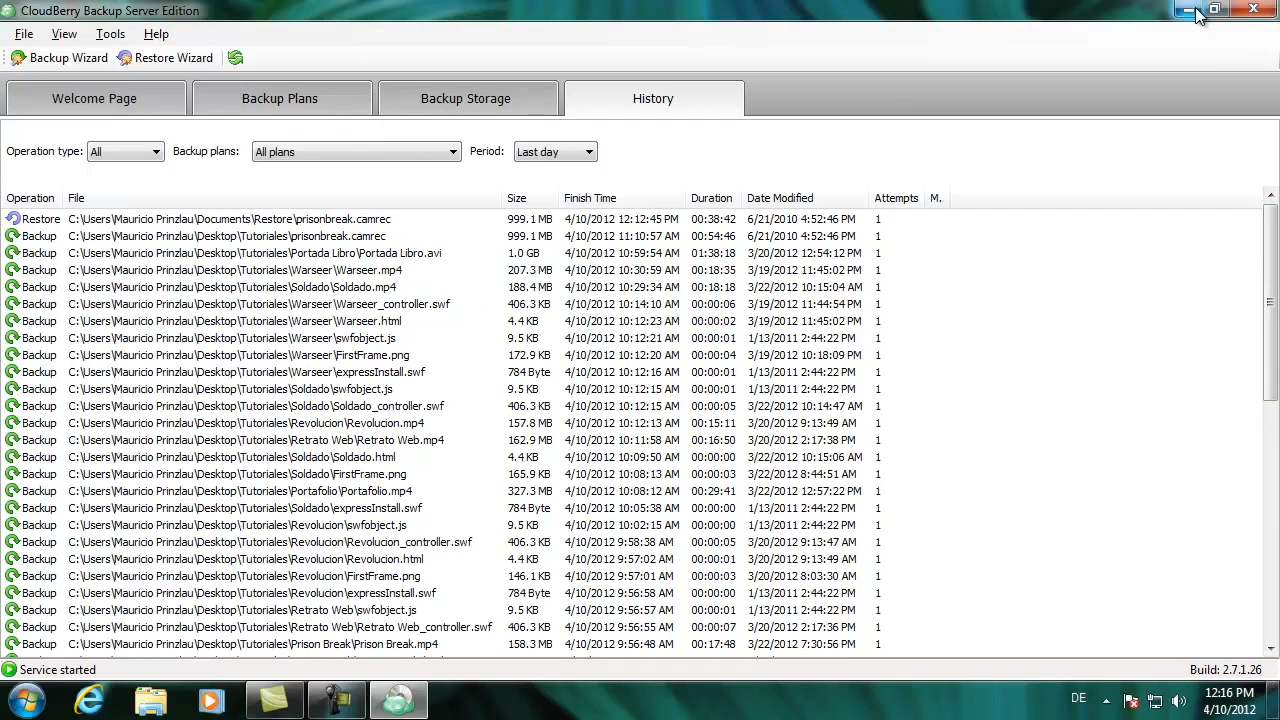 CloudBerry Backup Server Edition
File View Tools Help
Backup Wizard Restore Wizard
Welcome Page Backup Plans Backup Storage History
Operation type: All Backup plans: All plans Period: Last day
Operation File Size Finish Time Duration Date Modified Attempts M.
Restore C:\Users\Mauricio Prinzlau\Documents\Restore\prisonbreak.camrec 999.1 MB 4/10/2012 12:12:45 PM 00:38:42 6/21/2010 4:52:46 PM 1
Backup C:\Users\Mauricio Prinzlau\Desktop\Tutoriales\prisonbreak.camrec 999.1 MB 4/10/2012 11:10:57 AM 00:54:46 6/21/2010 4:52:46 PM 1
Backup C:\Users\Mauricio Prinzlau\Desktop\Tutoriales\Portada Libro\Portada Libro.avi 1.0 GB 4/10/2012 10:59:54 AM 01:38:18 3/20/2012 12:54:12 PM 1
Backup C:\Users\Mauricio Prinzlau\Desktop\Tutoriales\Warseer\Warseer.mp4 207.3 MB 4/10/2012 10:30:59 AM 00:18:35 3/19/2012 11:45:02 PM 1
Backup C:\Users\Mauricio Prinzlau\Desktop\Tutoriales\Soldado\Soldado.mp4 188.4 MB 4/10/2012 10:29:34 AM 00:18:18 3/22/2012 10:15:04 AM 1
Backup C:\Users\Mauricio Prinzlau\Desktop\Tutoriales\Warseer\Warseer_controller.swf 406.3 KB 4/10/2012 10:14:10 AM 00:00:06 3/19/2012 11:44:54 PM 1
Backup C:\Users\Mauricio Prinzlau\Desktop\Tutoriales\Warseer\Warseer.html 4.4 KB 4/10/2012 10:12:23 AM 00:00:02 3/19/2012 11:45:02 PM 1
Backup C:\Users\Mauricio Prinzlau\Desktop\Tutoriales\Warseer\swfobject.js 9.5 KB 4/10/2012 10:12:21 AM 00:00:01 1/13/2011 2:44:22 PM 1
Backup C:\Users\Mauricio Prinzlau\Desktop\Tutoriales\Warseer\FirstFrame.png 172.9 KB 4/10/2012 10:12:20 AM 00:00:04 3/19/2012 10:18:09 PM 1
Backup C:\Users\Mauricio Prinzlau\Desktop\Tutoriales\Warseer\expressInstall.swf 784 Byte 4/10/2012 10:12:16 AM 00:00:01 1/13/2011 2:44:22 PM 1
Backup C:\Users\Mauricio Prinzlau\Desktop\Tutoriales\Soldado\swfobject.js 9.5 KB 4/10/2012 10:12:15 AM 00:00:01 1/13/2011 2:44:22 PM 1
Backup C:\Users\Mauricio Prinzlau\Desktop\Tutoriales\Soldado\Soldado_controller.swf 406.3 KB 4/10/2012 10:12:15 AM 00:00:05 3/22/2012 10:14:47 AM 1
Backup C:\Users\Mauricio Prinzlau\Desktop\Tutoriales\Revolucion\Revolucion.mp4 157.8 MB 4/10/2012 10:12:13 AM 00:15:11 3/20/2012 9:13:49 AM 1
Backup C:\Users\Mauricio Prinzlau\Desktop\Tutoriales\Retrato Web\Retrato Web.mp4 162.9 MB 4/10/2012 10:11:58 AM 00:16:50 3/20/2012 2:17:38 PM 1
Backup C:\Users\Mauricio Prinzlau\Desktop\Tutoriales\Soldado\Soldado.html 4.4 KB 4/10/2012 10:09:50 AM 00:00:00 3/22/2012 10:15:06 AM 1
Backup C:\Users\Mauricio Prinzlau\Desktop\Tutoriales\Soldado\FirstFrame.png 165.9 KB 4/10/2012 10:08:13 AM 00:00:03 3/22/2012 8:44:51 AM 1
Backup C:\Users\Mauricio Prinzlau\Desktop\Tutoriales\Portafolio\Portafolio.mp4 327.3 MB 4/10/2012 10:08:12 AM 00:29:41 3/22/2012 12:57:22 PM 1
Backup C:\Users\Mauricio Prinzlau\Desktop\Tutoriales\Soldado\expressInstall.swf 784 Byte 4/10/2012 10:05:38 AM 00:00:00 1/13/2011 2:44:22 PM 1
Backup C:\Users\Mauricio Prinzlau\Desktop\Tutoriales\Revolucion\swfobject.js 9.5 KB 4/10/2012 10:02:15 AM 00:00:01 1/13/2011 2:44:22 PM 1
Backup C:\Users\Mauricio Prinzlau\Desktop\Tutoriales\Revolucion\Revolucion_controller.swf 406.3 KB 4/10/2012 9:58:38 AM 00:00:05 3/20/2012 9:13:47 AM 1
Backup C:\Users\Mauricio Prinzlau\Desktop\Tutoriales\Revolucion\Revolucion.html 4.4 KB 4/10/2012 9:57:02 AM 00:00:01 3/20/2012 9:13:49 AM 1
Backup C:\Users\Mauricio Prinzlau\Desktop\Tutoriales\Revolucion\FirstFrame.png 146.1 KB 4/10/2012 9:57:01 AM 00:00:03 3/20/2012 8:03:30 AM 1
Backup C:\Users\Mauricio Prinzlau\Desktop\Tutoriales\Revolucion\expressInstall.swf 784 Byte 4/10/2012 9:56:58 AM 00:00:00 1/13/2011 2:44:22 PM 1
Backup C:\Users\Mauricio Prinzlau\Desktop\Tutoriales\Retrato Web\swfobject.js 9.5 KB 4/10/2012 9:56:57 AM 00:00:01 1/13/2011 2:44:22 PM 1
Backup C:\Users\Mauricio Prinzlau\Desktop\Tutoriales\Retrato Web\Retrato Web_controller.swf 406.3 KB 4/10/2012 9:56:55 AM 00:00:07 3/20/2012 2:17:36 PM 1
Backup C:\Users\Mauricio Prinzlau\Desktop\Tutoriales\Prison Break\Prison Break.mp4 158.3 MB 4/10/2012 9:56:48 AM 00:17:48 3/22/2012 7:30:56 PM 1
Service started Build: 2.7.1.26
DE 12:16 PM
4/10/2012